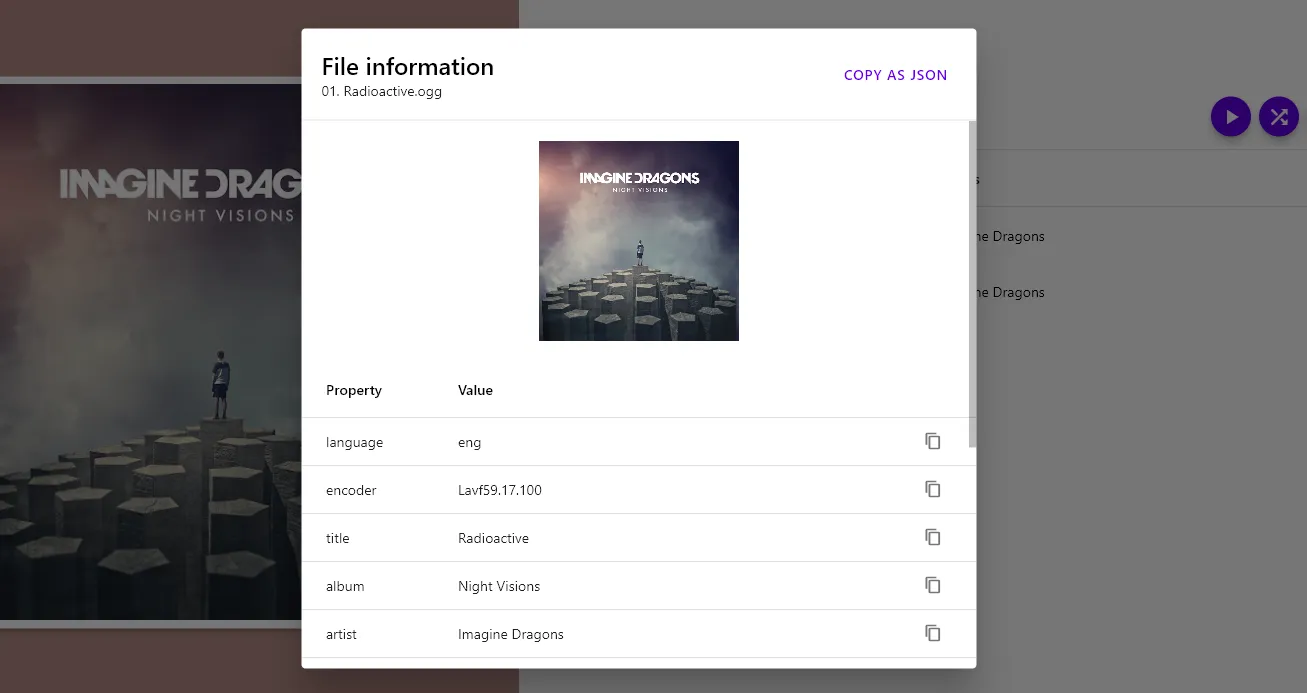 File information
01. Radioactive.ogg
COPY AS JSON
IMAGINE DRAG
NIGHT VISIONS
IMAGINE DRAGONS
NIGHT VISIONS
ne Dragons
ne Dragons
Property Value
language eng
encoder Lavf59.17.100
title Radioactive
album Night Visions
artist Imagine Dragons